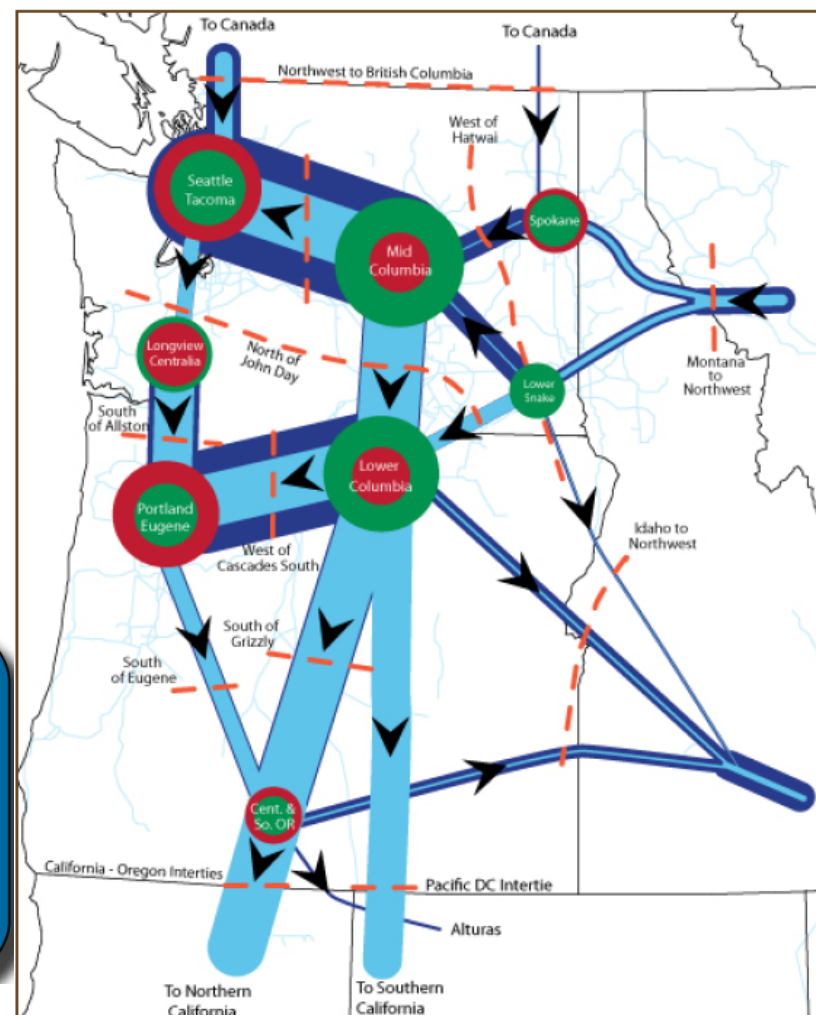 To Canada
To Canada
Northwest to British Columbia
West of
Hatwai
Seattle
Tacoma
Spokane
Mid
Columbia
Montana
to
Northwest
Longview
Centralia
North of
John Day
Lower
Snake
South
of Allston
Lower
Columbia
Portland
Eugene
Idaho to
Northwest
West of
Cascades South
South of
Grizzly
South
of Eugene
Cent. &
So. OR
California - Oregon Interties
Pacific DC Intertie
Alturas
To Northern
California
To Southern
California